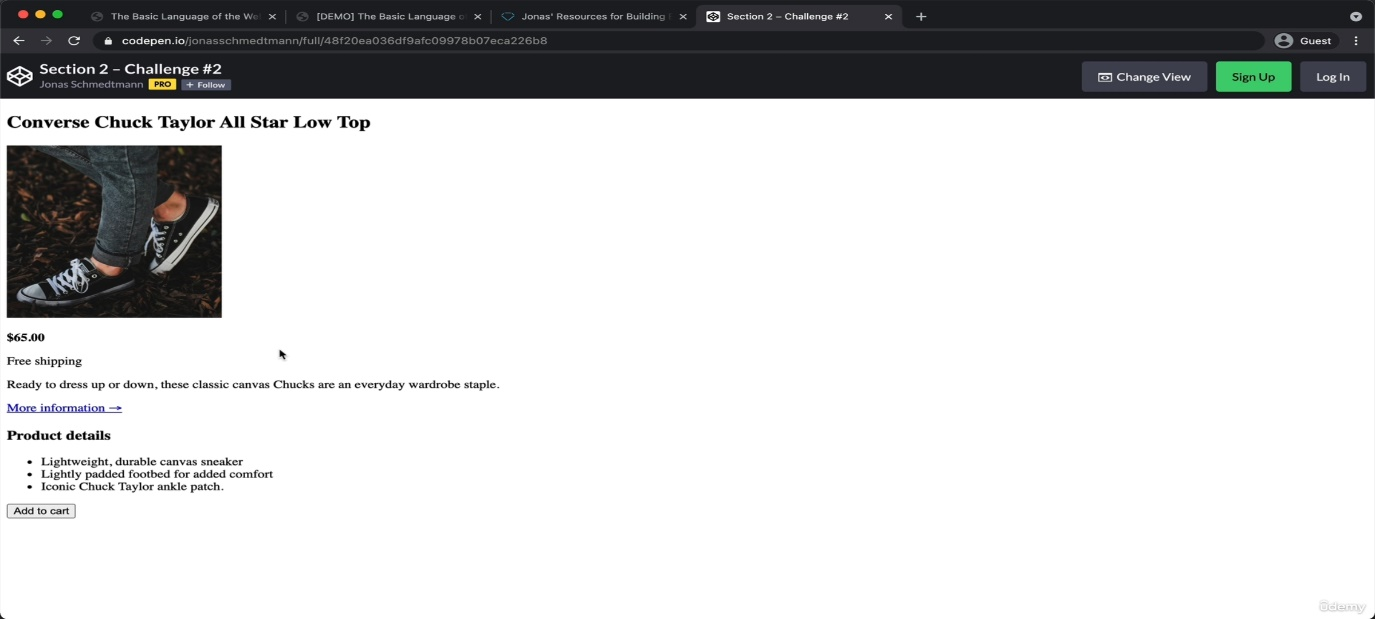 The Basic Language of the We
[DEMO] The Basic Language o
Jonas' Resources for Building
Section 2 – Challenge #2
codepen.io/jonasschmedtmann/full/48f20ea036df9afc09978b07eca226b8
Guest
Section 2 – Challenge #2
Jonas Schmedtmann PRO + Follow
Change View
Sign Up
Log In
Converse Chuck Taylor All Star Low Top
$65.00
Free shipping
Ready to dress up or down, these classic canvas Chucks are an everyday wardrobe staple.
More information →
Product details
• Lightweight, durable canvas sneaker
• Lightly padded footbed for added comfort
• Iconic Chuck Taylor ankle patch.
Add to cart
Udemy